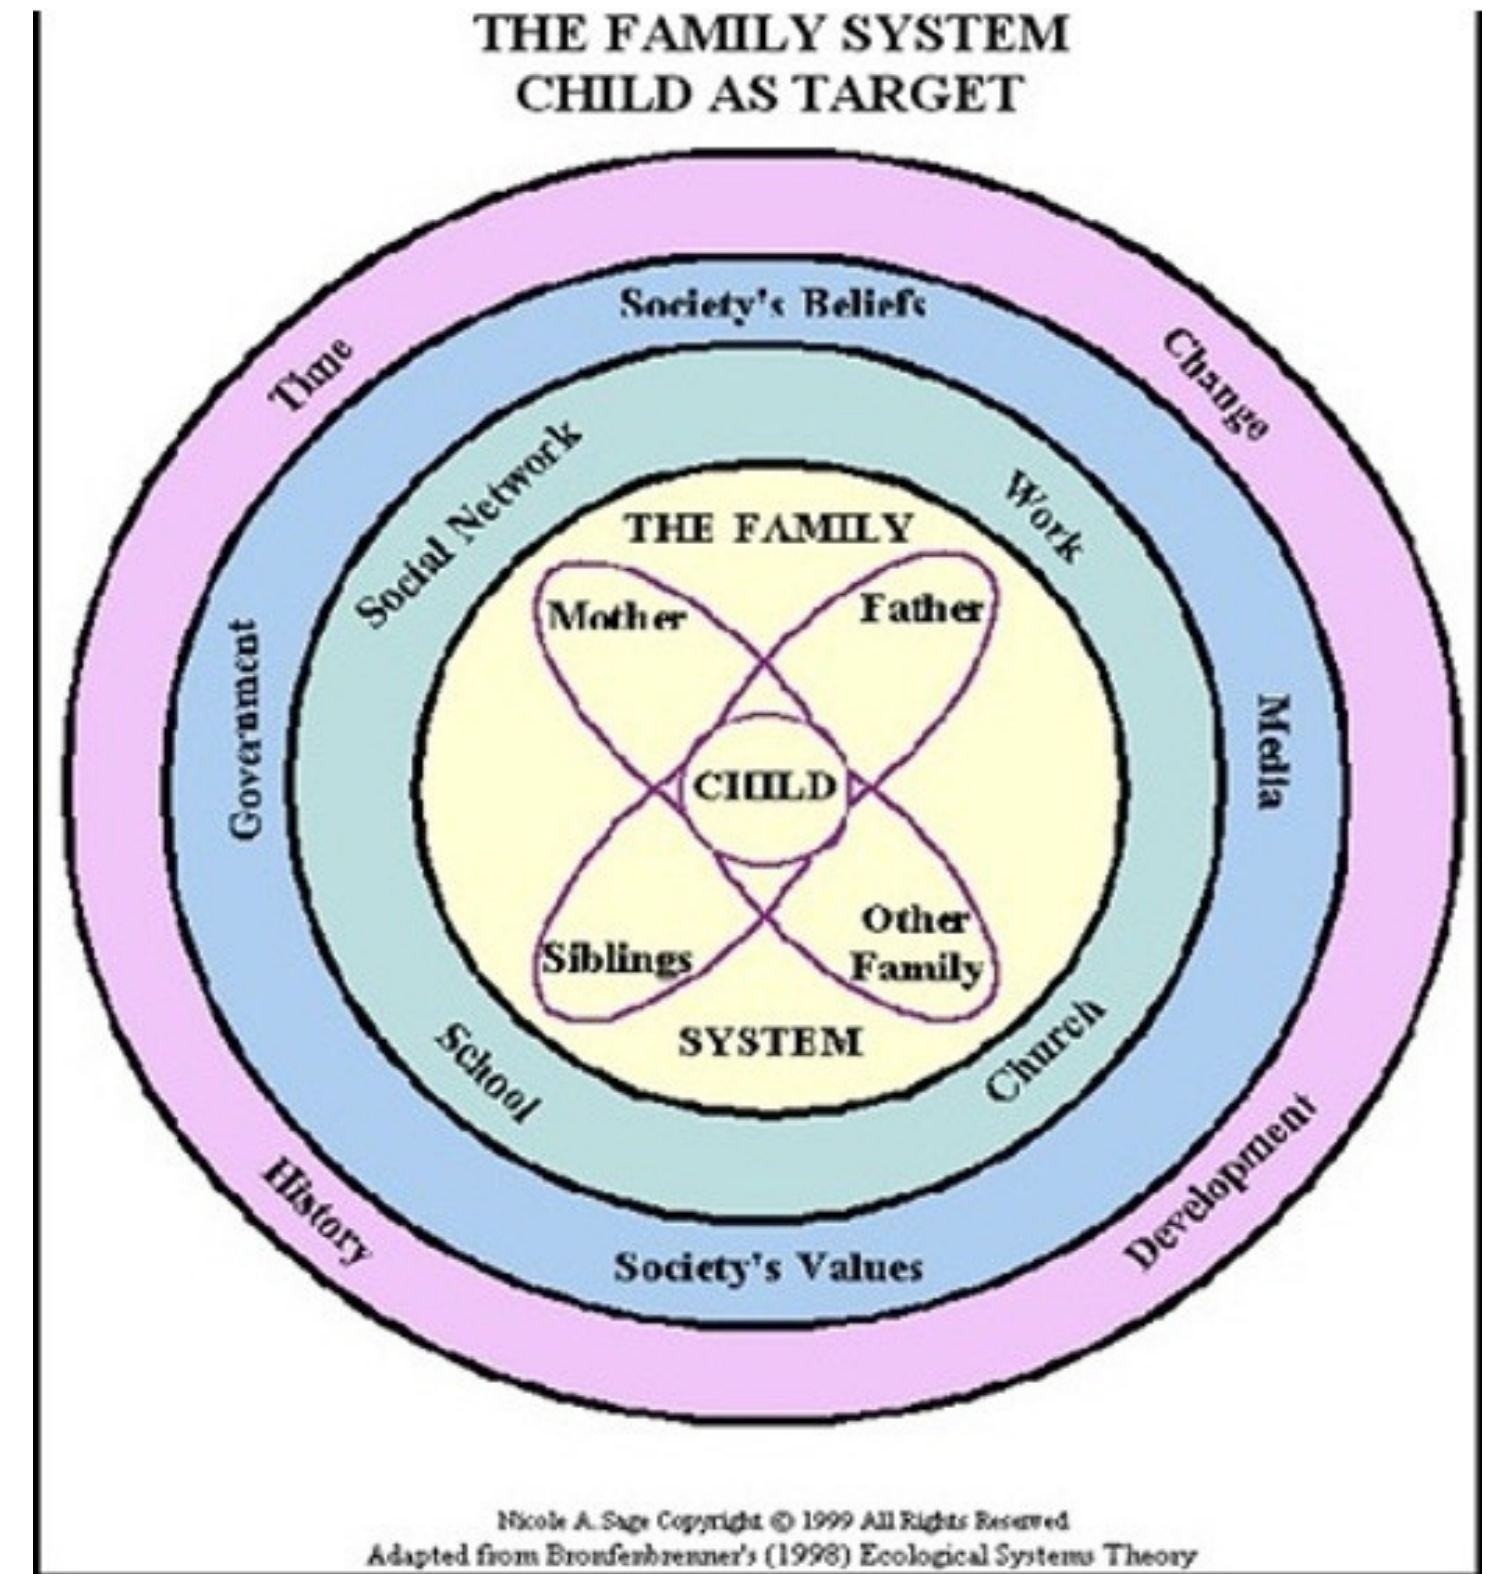 THE FAMILY SYSTEM
CHILD AS TARGET
Society's Beliefs
Time
Change
Social Network
Work
THE FAMILY
Mother
Father
Government
Media
CHILD
Other
Family
Siblings
SYSTEM
School
Church
History
Development
Society's Values
Nicole A. Sage Copyright © 1999 All Rights Reserved
Adapted from Bronfenbrenner's (1998) Ecological Systems Theory